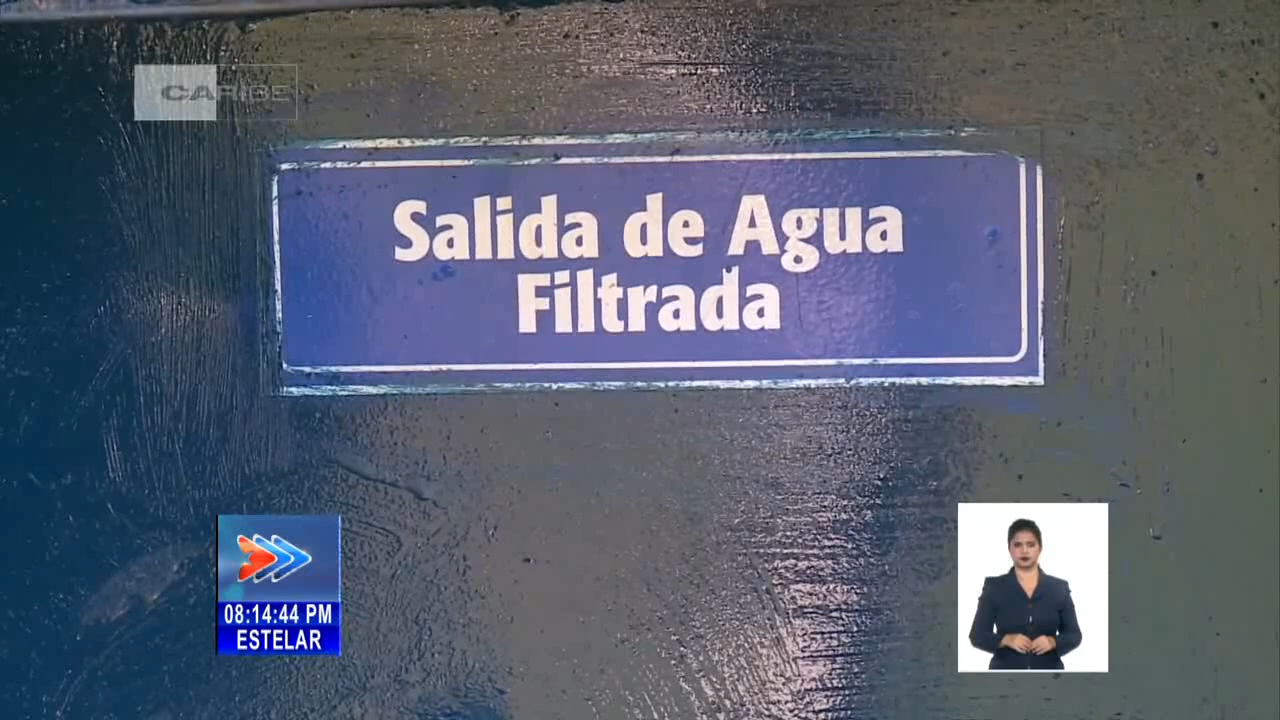 CARIBE
Salida de Agua
Filtrada
08:14:44 PM
ESTELAR